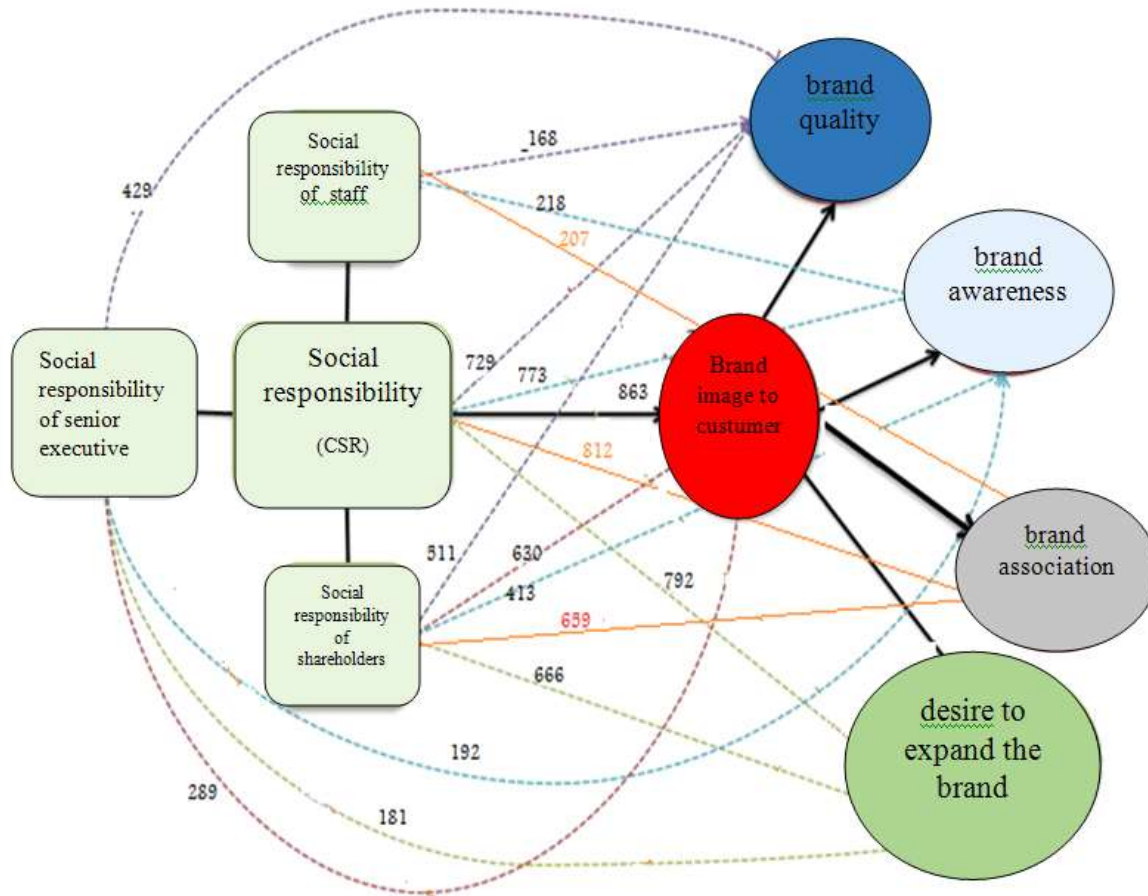 brand
quality
Social
responsibility
of staff
_168
429
218
207
brand
awareness
Social
responsibility
of senior
executive
Social
responsibility
(CSR)
729
773
863
Brand
image to
custumer
812
brand
association
511
630
413
792
659
Social
responsibility
of
shareholders
666
desire to
expand the
brand
192
289
181